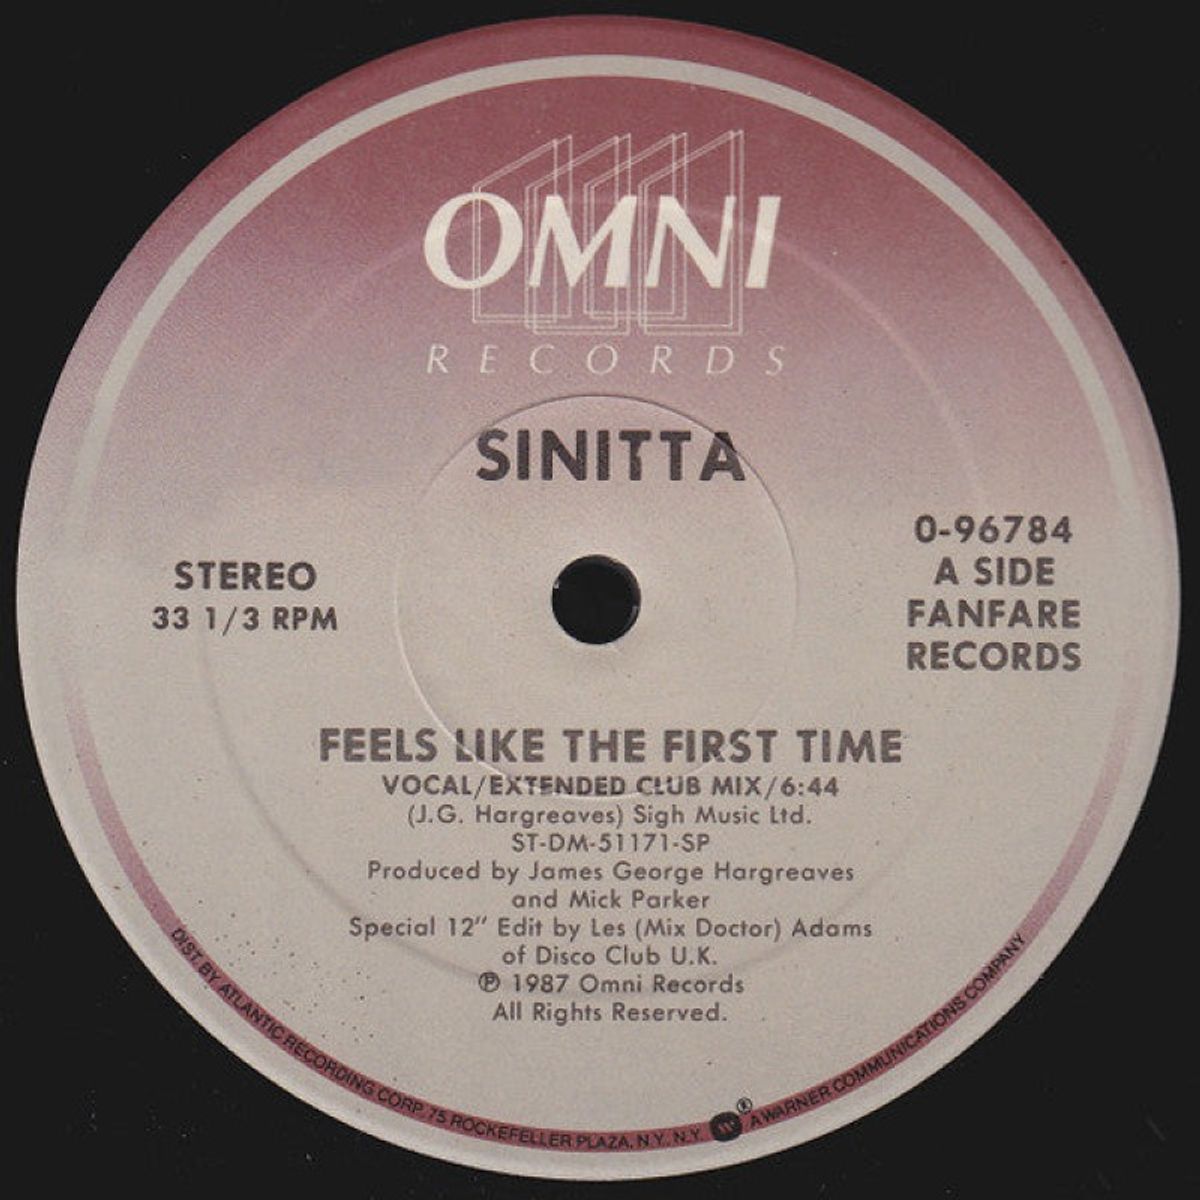 OMNI
RECORDS
SINITTA
STEREO
33 1/3 RPM
0-96784
A SIDE
FANFARE
RECORDS
FEELS LIKE THE FIRST TIME
VOCAL/EXTENDED CLUB MIX/6:44
(J.G. Hargreaves) Sigh Music Ltd.
ST-DM-51171-SP
Produced by James George Hargreaves
and Mick Parker
Special 12" Edit by Les (Mix Doctor) Adams
of Disco Club U.K.
℗ 1987 Omni Records
All Rights Reserved.
DIST. BY ATLANTIC RECORDING CORP. 75 ROCKEFELLER PLAZA, N.Y. N.Y. ® A WARNER COMMUNICATIONS COMPANY